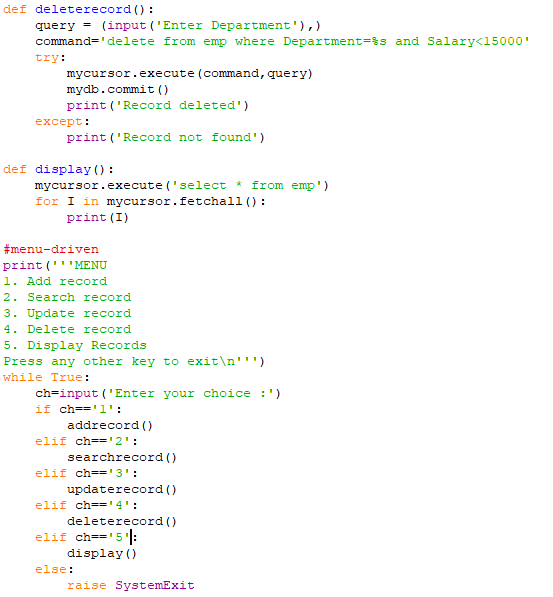 def deleterecord():
    query = (input('Enter Department'),)
    command='delete from emp where Department=%s and Salary<15000'
    try:
        mycursor.execute(command,query)
        mydb.commit()
        print('Record deleted')
    except:
        print('Record not found')

def display():
    mycursor.execute('select * from emp')
    for I in mycursor.fetchall():
        print(I)

#menu-driven
print('''MENU
1. Add record
2. Search record
3. Update record
4. Delete record
5. Display Records
Press any other key to exit\n''')
while True:
    ch=input('Enter your choice :')
    if ch=='1':
        addrecord()
    elif ch=='2':
        searchrecord()
    elif ch=='3':
        updaterecord()
    elif ch=='4':
        deleterecord()
    elif ch=='5':
        display()
    else:
        raise SystemExit